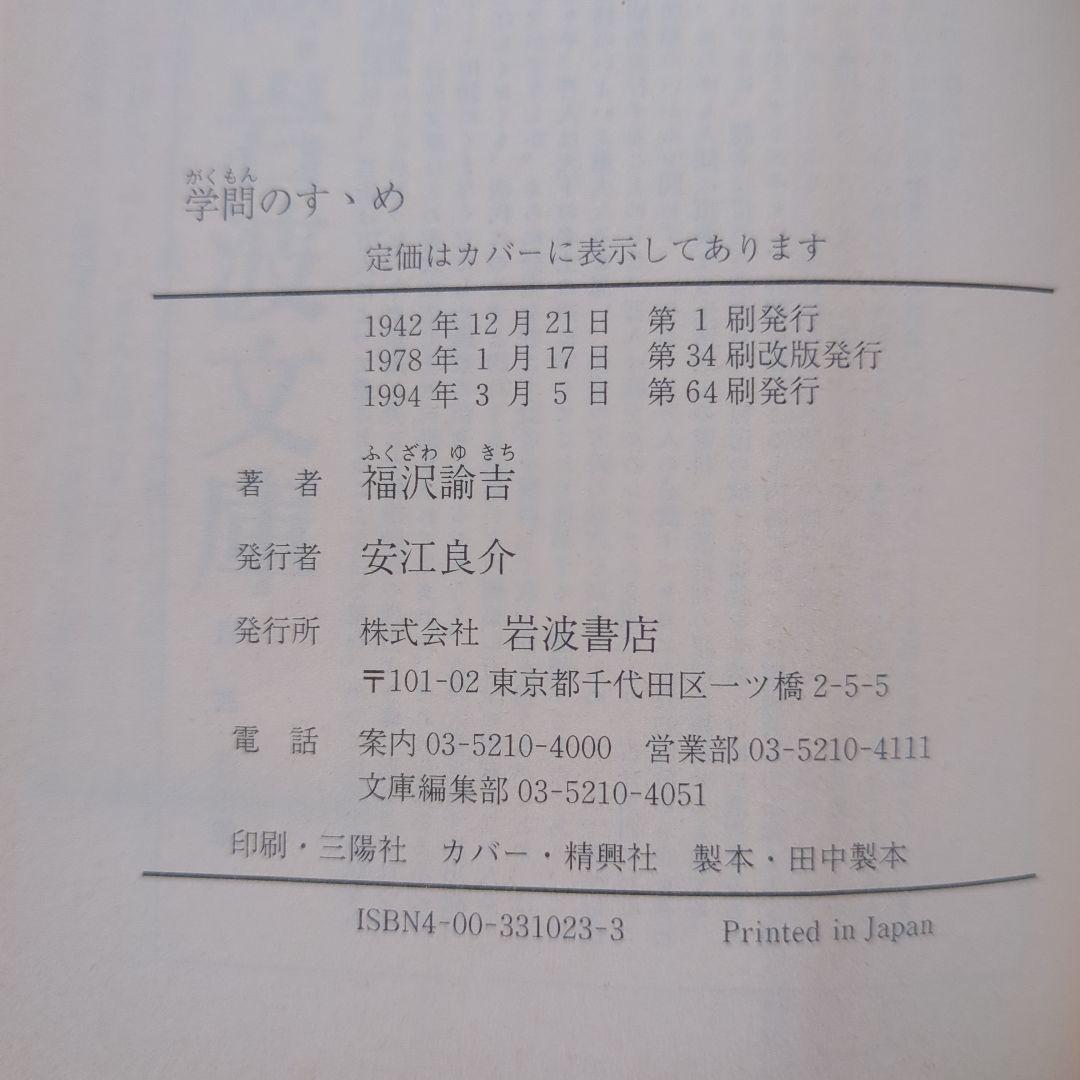 がくもん
学問のすゝめ
定価はカバーに表示してあります
1942年12月21日 第1刷発行
1978年1月17日 第34刷改版発行
1994年3月5日 第64刷発行
ふくざわ ゆ きち
著者 福沢諭吉
発行者 安江良介
発行所 株式会社 岩波書店
〒101-02 東京都千代田区一ツ橋2-5-5
電話 案内 03-5210-4000 営業部 03-5210-4111
文庫編集部 03-5210-4051
印刷・三陽社 カバー・精興社 製本・田中製本
ISBN4-00-331023-3 Printed in Japan
岩波文庫